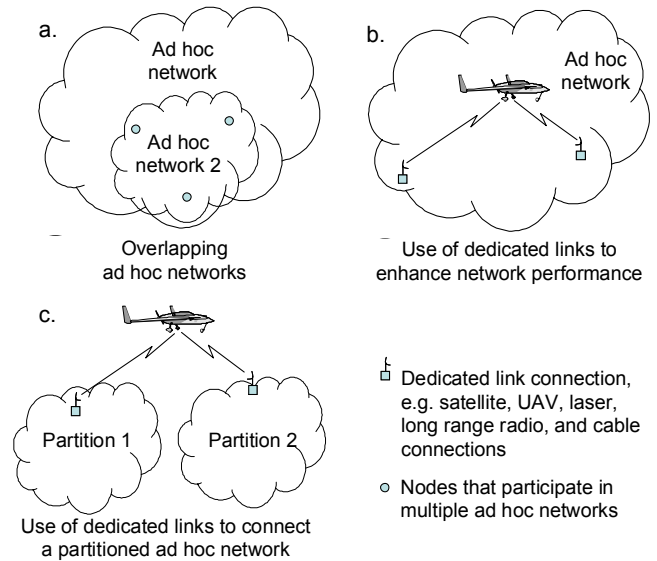 a.
Ad hoc
network
Ad hoc
network 2
Overlapping
ad hoc networks
b.
Ad hoc
network
Use of dedicated links to
enhance network performance
c.
Partition 1
Partition 2
Use of dedicated links to connect
a partitioned ad hoc network
Dedicated link connection,
e.g. satellite, UAV, laser,
long range radio, and cable
connections
Nodes that participate in
multiple ad hoc networks